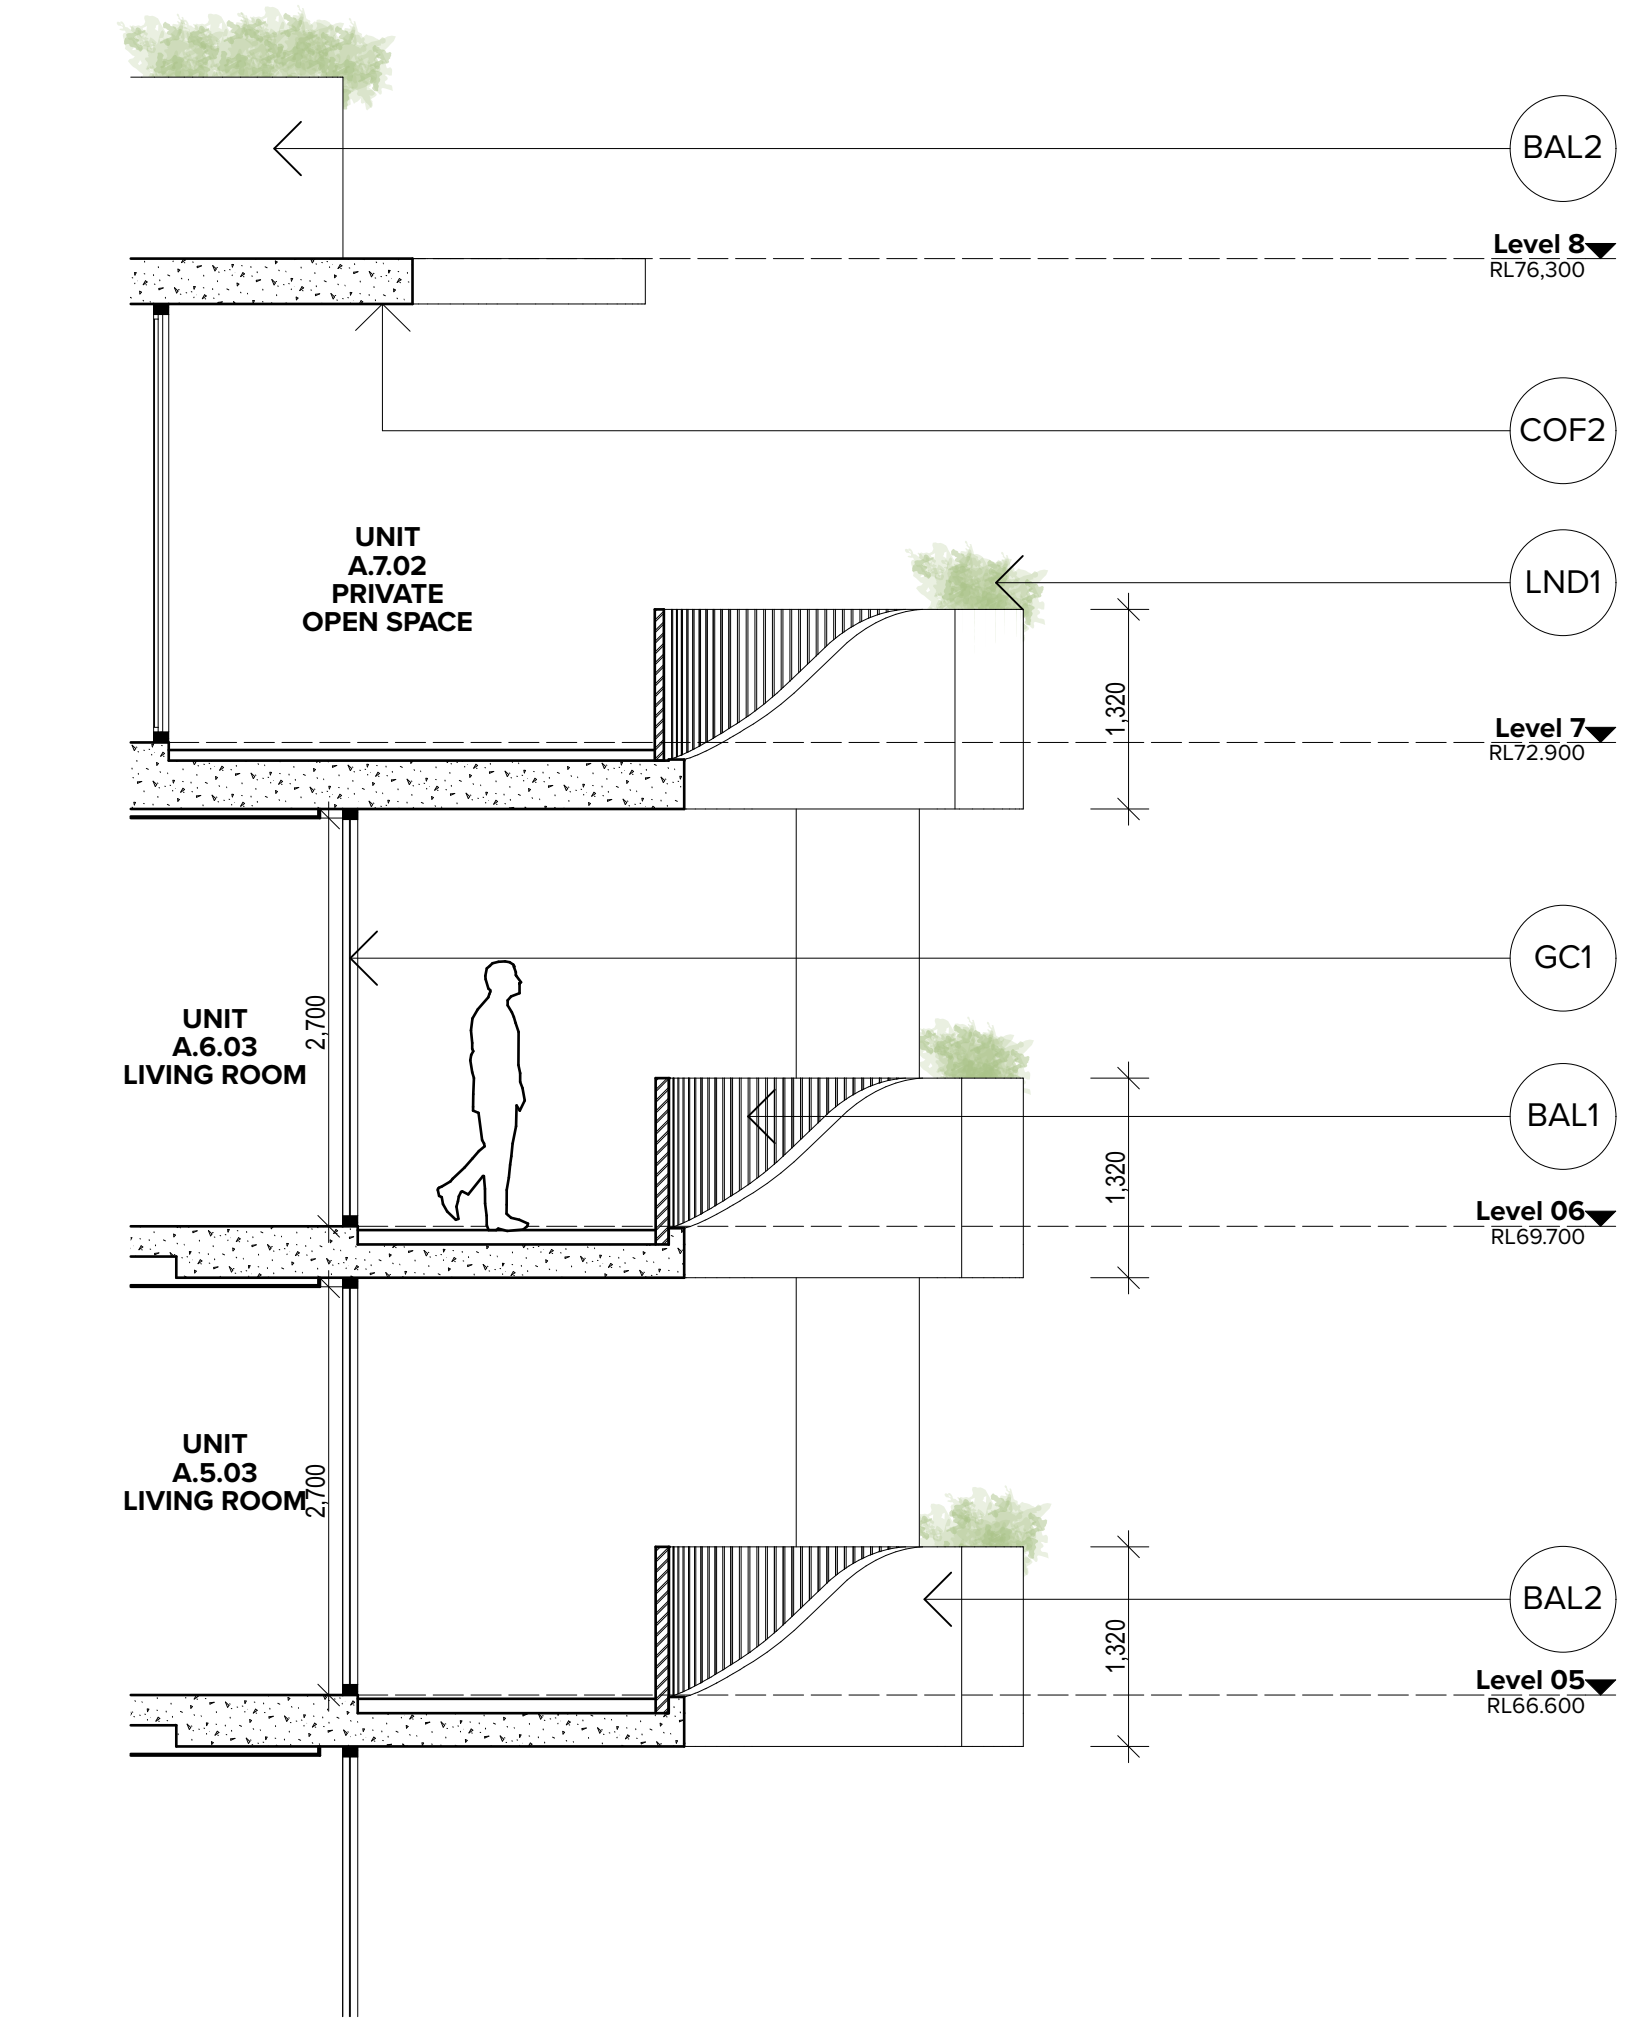 BAL2
Level 8
RL76,300
COF2
UNIT
A.7.02
PRIVATE
OPEN SPACE
LND1
1,320
Level 7
RL72.900
GC1
2,700
UNIT
A.6.03
LIVING ROOM
BAL1
1,320
Level 06
RL69.700
UNIT
A.5.03
LIVING ROOM
2,700
BAL2
1,320
Level 05
RL66.600